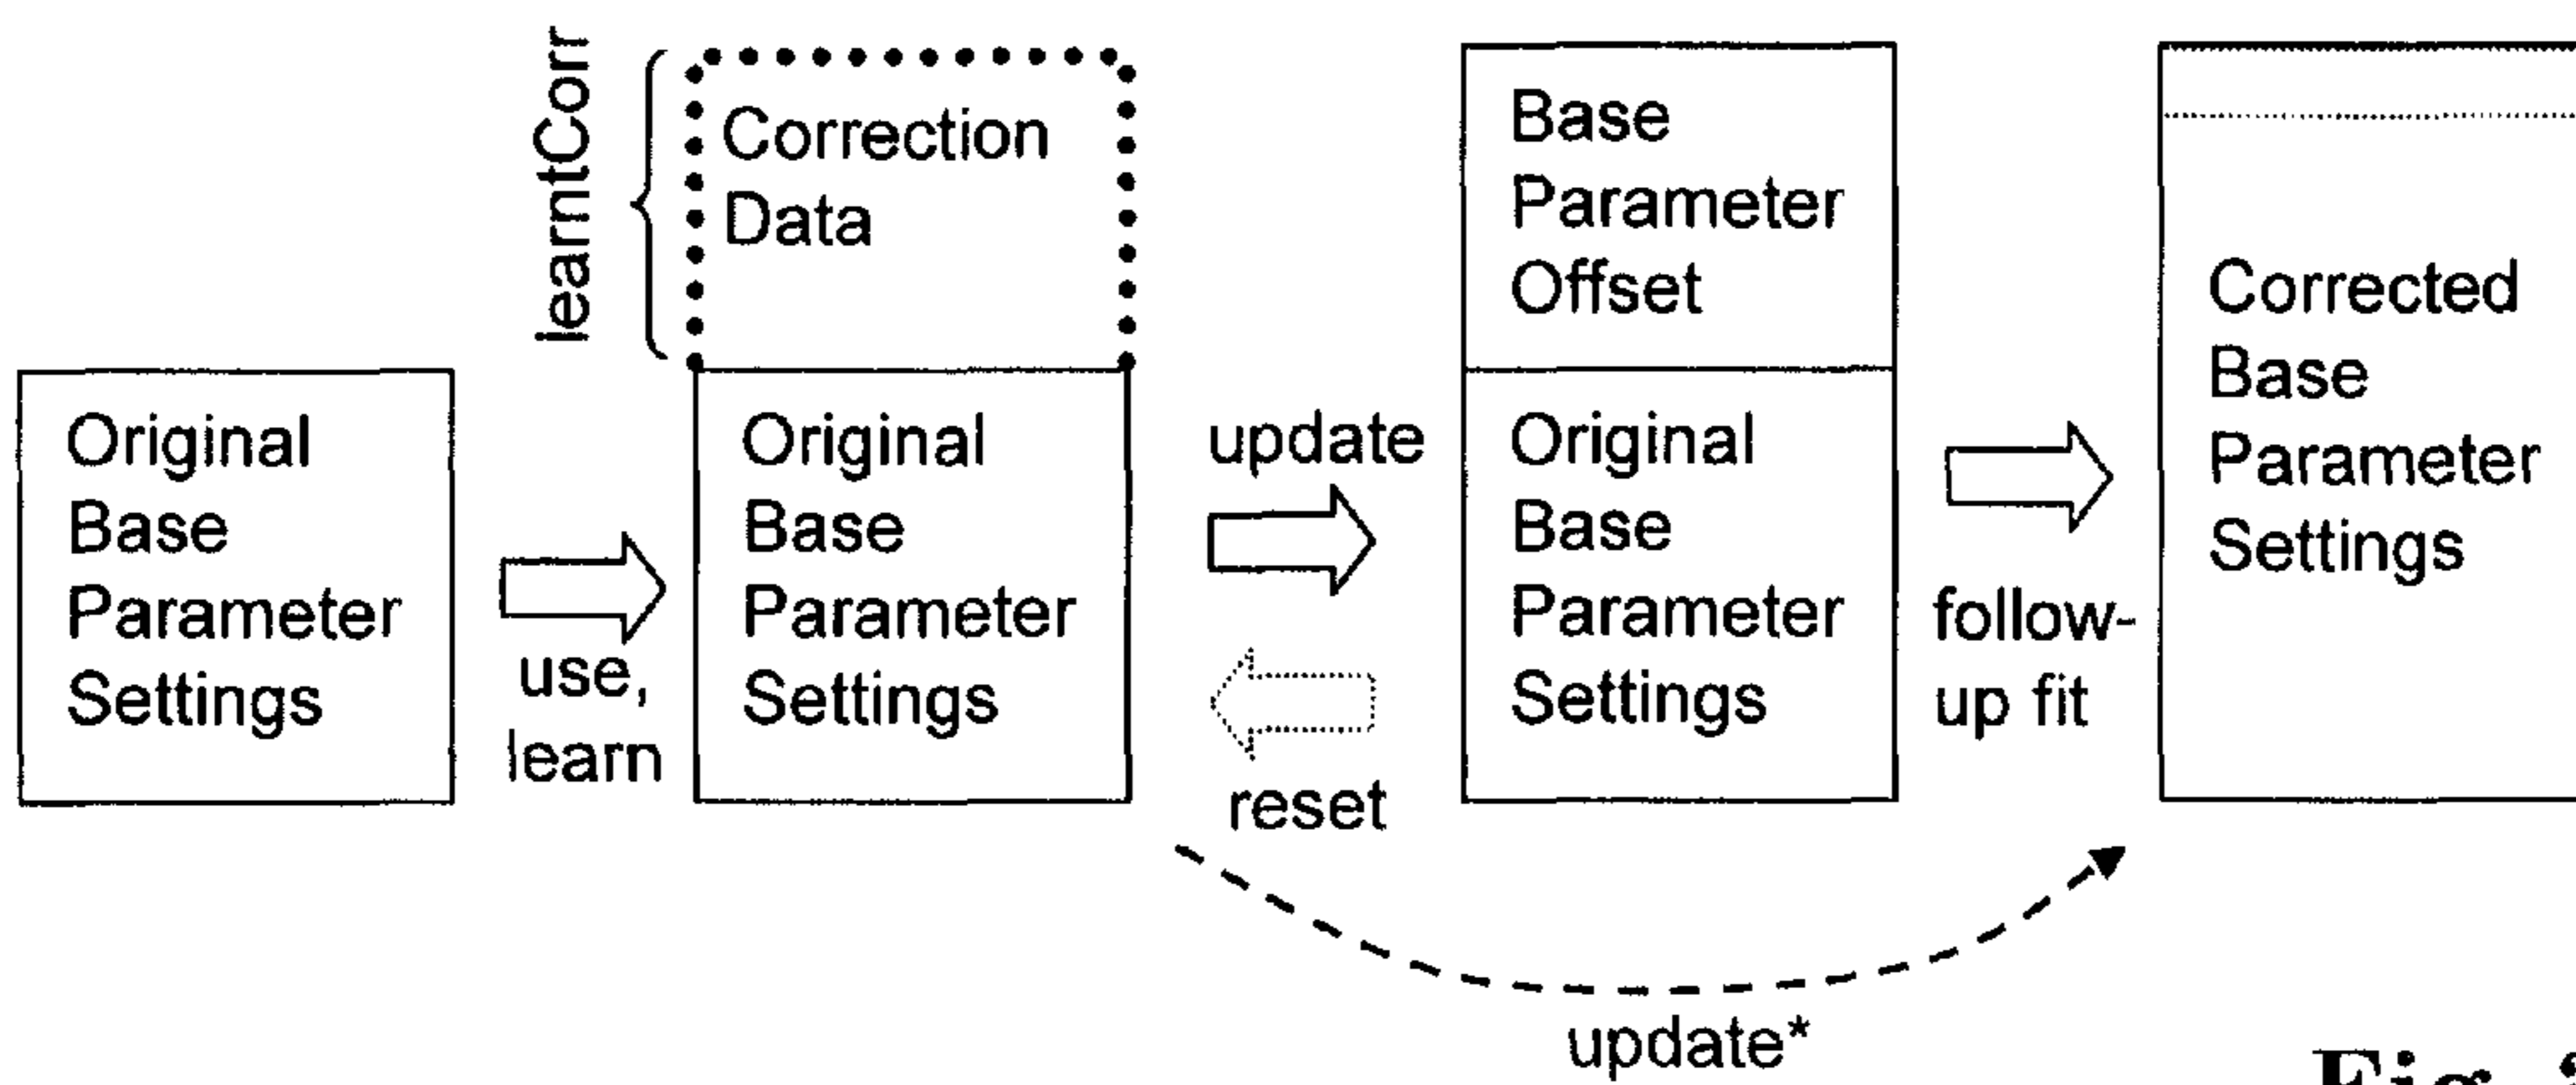 learntCorr
Correction
Data
Original
Base
Parameter
Settings
use,
learn
Original
Base
Parameter
Settings
update
reset
Base
Parameter
Offset
Original
Base
Parameter
Settings
follow-
up fit
Corrected
Base
Parameter
Settings
update*